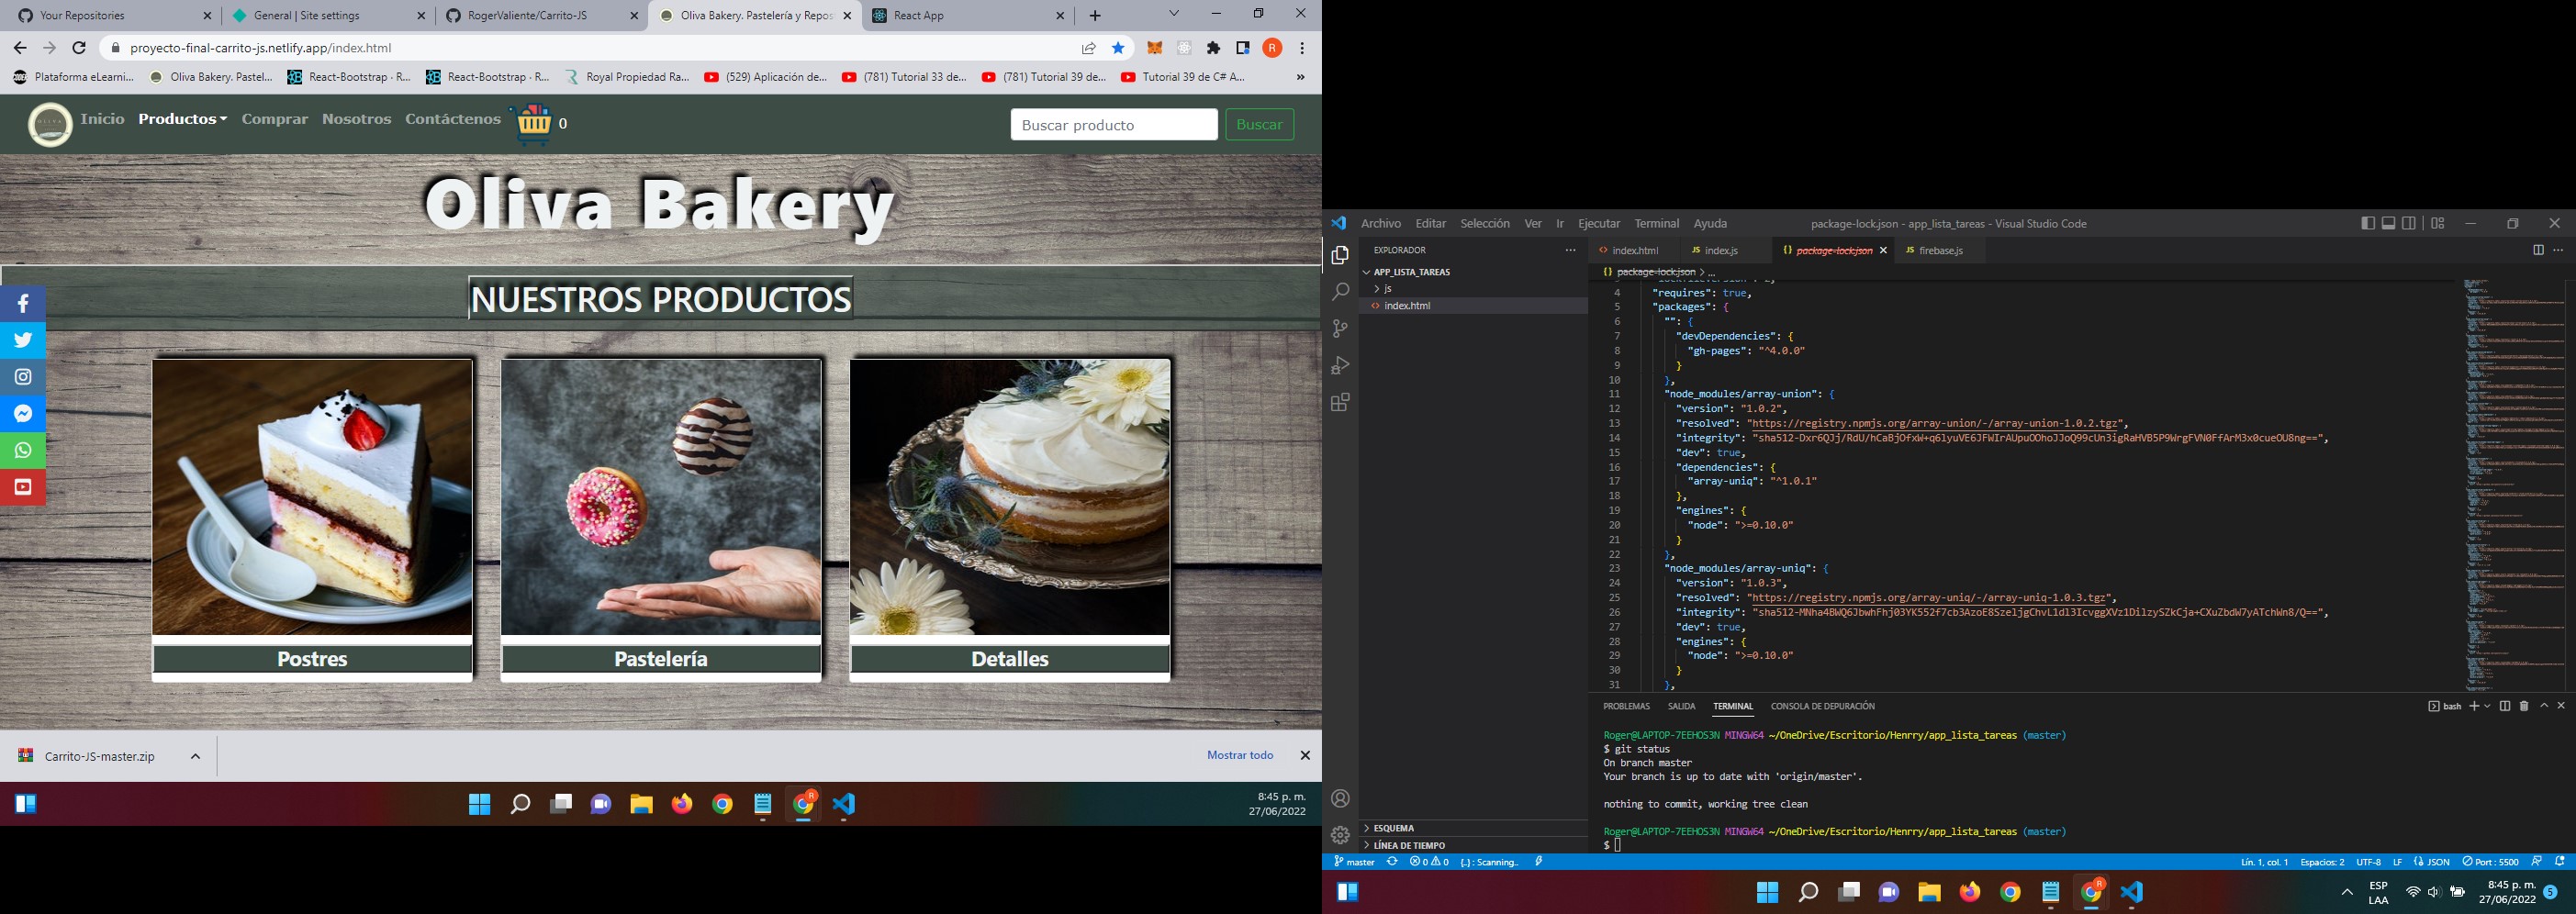 Your Repositories
General | Site settings
RogerValiente/Carrito-JS
Oliva Bakery. Pastelería y Repos
React App
proyecto-final-carrito-js.netlify.app/index.html
R
Plataforma eLearni...
Oliva Bakery. Pastel...
React-Bootstrap · R...
React-Bootstrap · R...
Royal Propiedad Ra...
(529) Aplicación de...
(781) Tutorial 33 de...
(781) Tutorial 39 de...
Tutorial 39 de C# A...
»
Inicio
Productos
Comprar
Nosotros
Contáctenos
0
Buscar producto
Buscar
Oliva Bakery
NUESTROS PRODUCTOS
Postres
Pastelería
Detalles
Carrito-JS-master.zip
Mostrar todo
8:45 p. m.
27/06/2022
Archivo Editar Selección Ver Ir Ejecutar Terminal Ayuda
package-lock.json - app_lista_tareas - Visual Studio Code
EXPLORADOR
APP_LISTA_TAREAS
js
index.html
index.html
index.js
package-lock.json
firebase.js
package-lock.json > ...
4 "requires": true,
5 "packages": {
6 "": {
7 "devDependencies": {
8 "gh-pages": "^4.0.0"
9 }
10 },
11 "node_modules/array-union": {
12 "version": "1.0.2",
13 "resolved": "https://registry.npmjs.org/array-union/-/array-union-1.0.2.tgz",
14 "integrity": "sha512-Dxr6QJj/RdU/hCaBjOfxW+q6lyuVE6JFWIrAUpuOOhoJJoQ99cUn3igRaHVB5P9WrgFVN0FfArM3x0cueOU8ng==",
15 "dev": true,
16 "dependencies": {
17 "array-uniq": "^1.0.1"
18 },
19 "engines": {
20 "node": ">=0.10.0"
21 }
22 },
23 "node_modules/array-uniq": {
24 "version": "1.0.3",
25 "resolved": "https://registry.npmjs.org/array-uniq/-/array-uniq-1.0.3.tgz",
26 "integrity": "sha512-MNha4BWQ6JbwhFhj03YK552f7cb3AzoE8SzeljgChvL1dl3IcvggXVz1DilzySZkCja+CXuZbdW7yATchWn8/Q==",
27 "dev": true,
28 "engines": {
29 "node": ">=0.10.0"
30 }
31 },
PROBLEMAS SALIDA TERMINAL CONSOLA DE DEPURACIÓN
bash
Roger@LAPTOP-7EEHOS3N MINGW64 ~/OneDrive/Escritorio/Henrry/app_lista_tareas (master)
$ git status
On branch master
Your branch is up to date with 'origin/master'.
nothing to commit, working tree clean
Roger@LAPTOP-7EEHOS3N MINGW64 ~/OneDrive/Escritorio/Henrry/app_lista_tareas (master)
$
ESQUEMA
LÍNEA DE TIEMPO
master
0 0
[..] : Scanning..
Lín. 1, col. 1 Espacios: 2 UTF-8 LF JSON Port : 5500
ESP
LAA
8:45 p. m.
27/06/2022
5